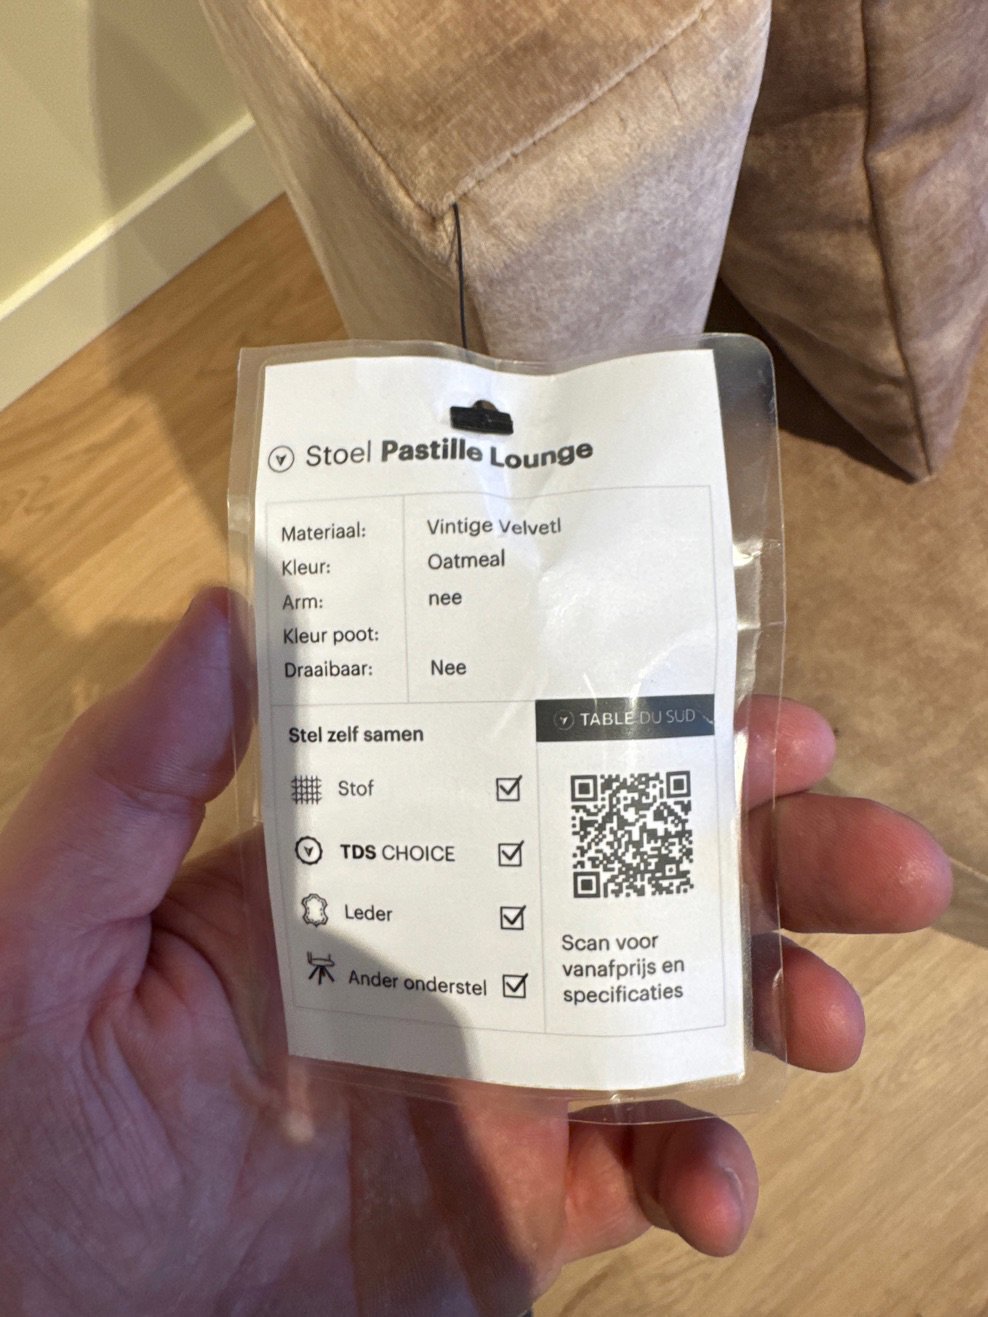 Stoel Pastille Lounge
Materiaal: Vintige Velvetl
Kleur: Oatmeal
Arm: nee
Kleur poot:
Draaibaar: Nee
Stel zelf samen
Stof
TDS CHOICE
Leder
Ander onderstel
TABLE DU SUD
Scan voor
vanafprijs en
specificaties